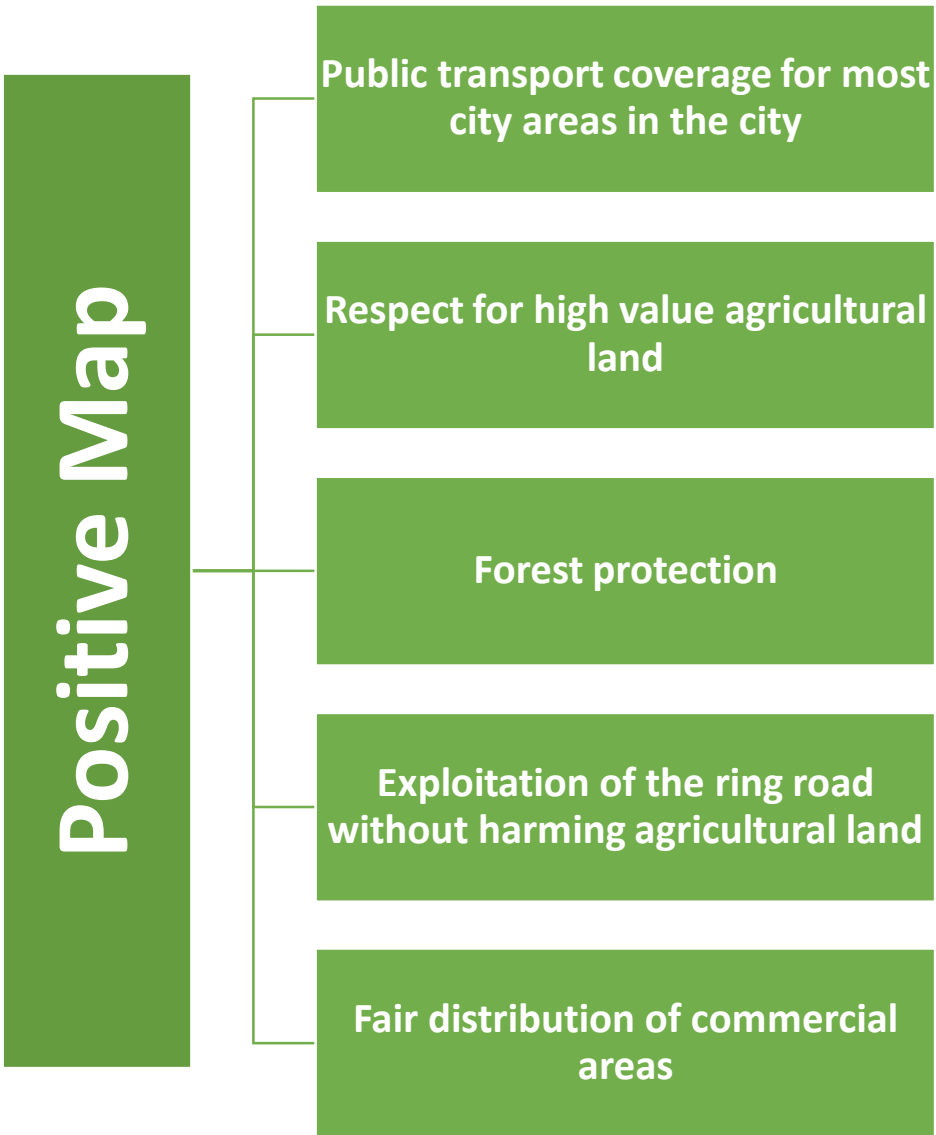 Positive Map
Public transport coverage for most
city areas in the city
Respect for high value agricultural
land
Forest protection
Exploitation of the ring road
without harming agricultural land
Fair distribution of commercial
areas